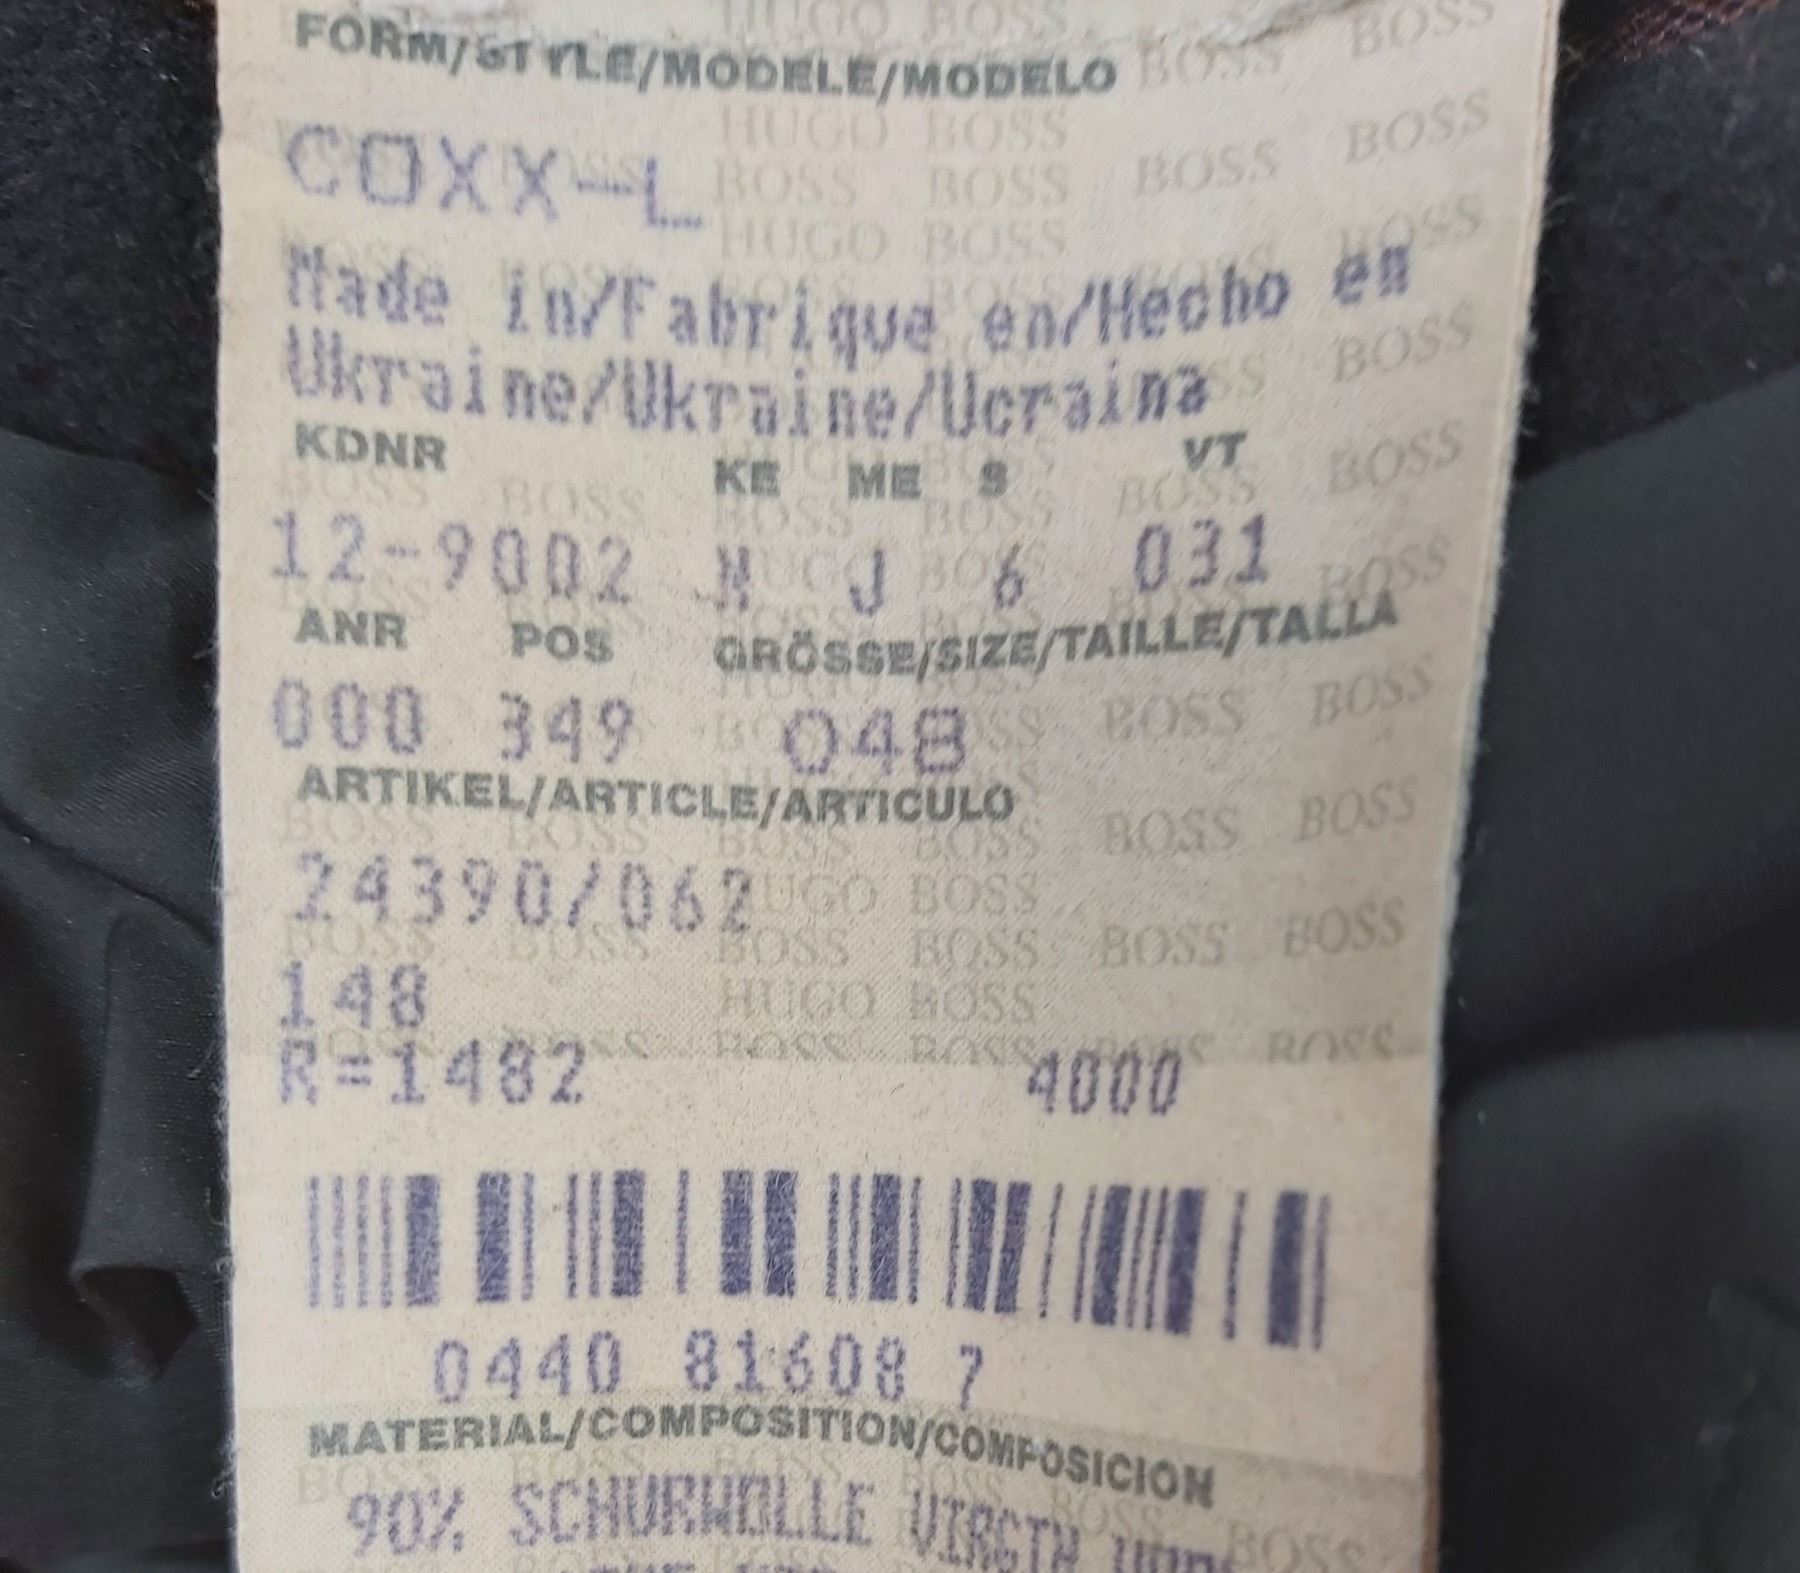 FORM/STYLE/MODELE/MODELO
COXX-L
Made in/Fabrique en/Hecho en
Ukraine/Ukraine/Ucraina
KDNR KE ME S VT
12-9002 N J 6 031
ANR POS GRÖSSE/SIZE/TAILLE/TALLA
000 349 048
ARTIKEL/ARTICLE/ARTICULO
24390/062
148
R=1482 4000
0440 81608 7
MATERIAL/COMPOSITION/COMPOSICION
90% SCHURWOLLE VIRGIN